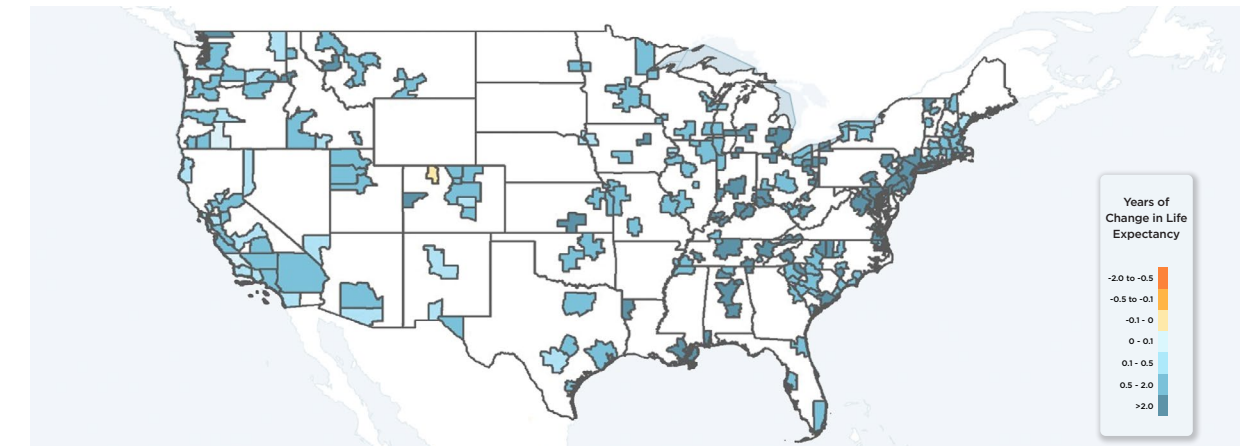 Years of
Change in Life
Expectancy
-2.0 to -0.5
-0.5 to -0.1
-0.1 - 0
0 - 0.1
0.1 - 0.5
0.5 - 2.0
>2.0